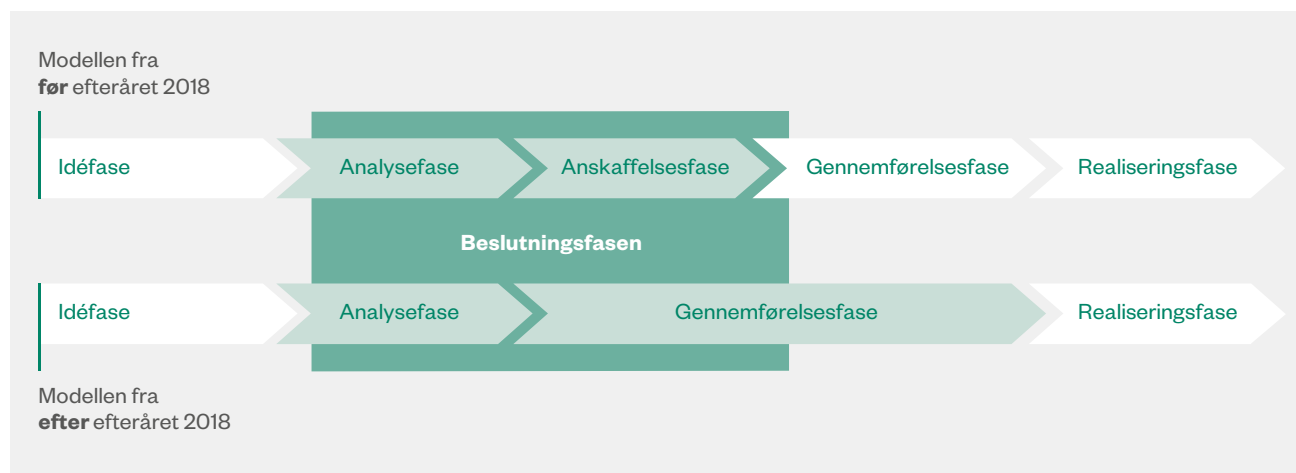 Modellen fra
før efteråret 2018
Idéfase
Analysefase
Anskaffelsesfase
Gennemførelsesfase
Realiseringsfase
Beslutningsfasen
Idéfase
Analysefase
Gennemførelsesfase
Realiseringsfase
Modellen fra
efter efteråret 2018